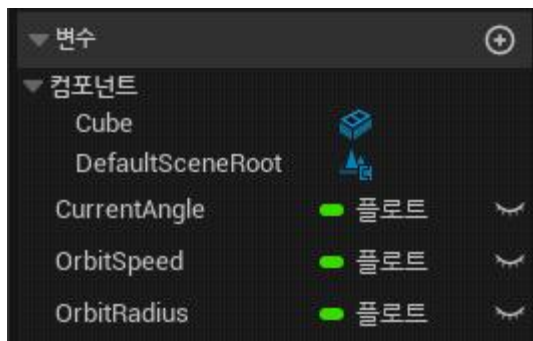 변수
컴포넌트
Cube
DefaultSceneRoot
CurrentAngle 플로트
OrbitSpeed 플로트
OrbitRadius 플로트